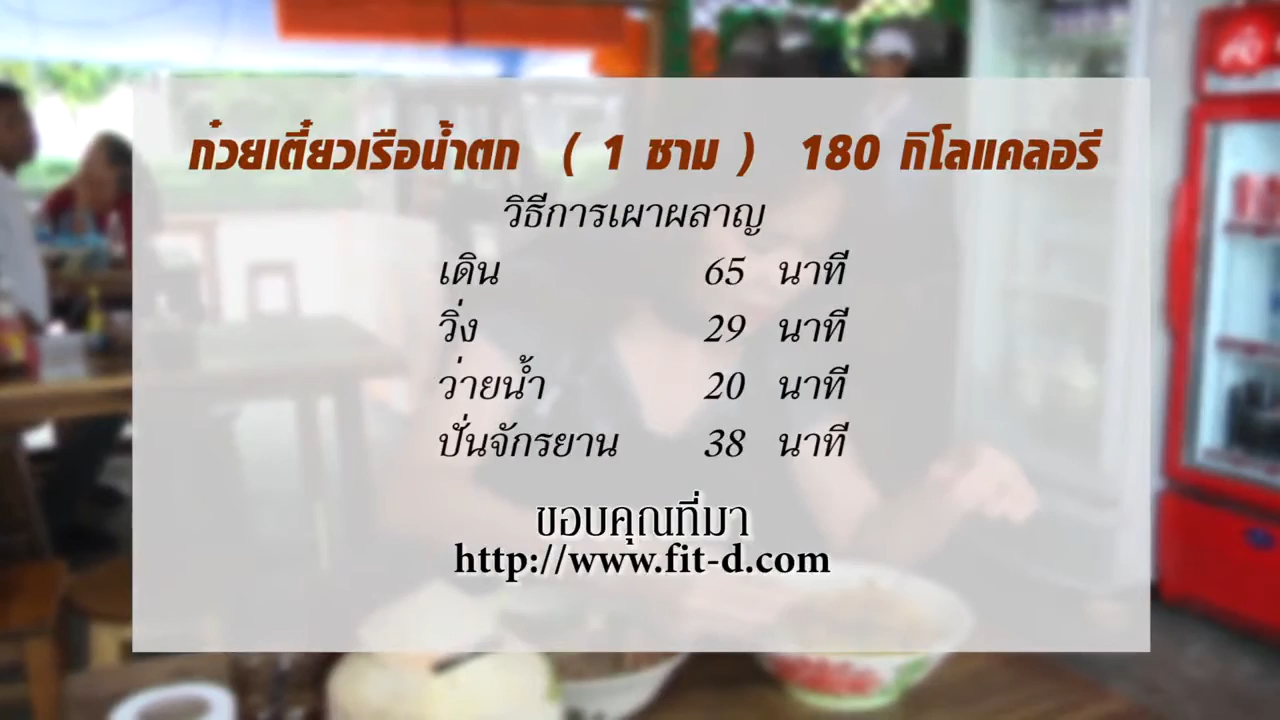 ก๋วยเตี๋ยวเรือน้ำตก ( 1 ชาม ) 180 กิโลแคลอรี
วิธีการเผาผลาญ
เดิน 65 นาที
วิ่ง 29 นาที
ว่ายน้ำ 20 นาที
ปั่นจักรยาน 38 นาที
ขอบคุณที่มา
http://www.fit-d.com